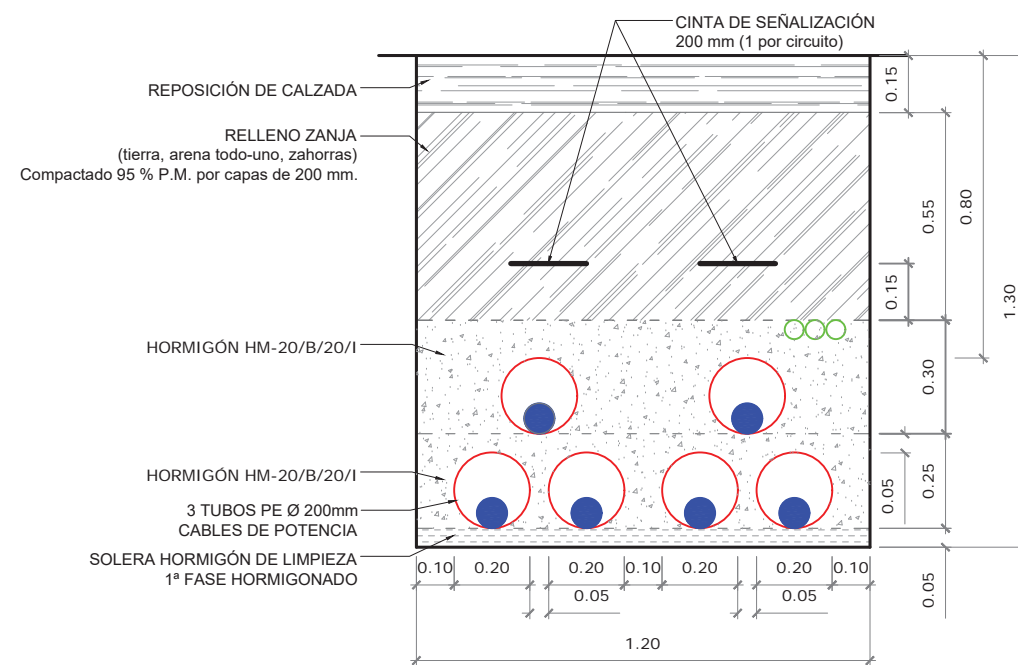 CINTA DE SEÑALIZACIÓN
200 mm (1 por circuito)
REPOSICIÓN DE CALZADA
RELLENO ZANJA
(tierra, arena todo-uno, zahorras)
Compactado 95 % P.M. por capas de 200 mm.
HORMIGÓN HM-20/B/20/I
HORMIGÓN HM-20/B/20/I
3 TUBOS PE Ø 200mm
CABLES DE POTENCIA
SOLERA HORMIGÓN DE LIMPIEZA
1ª FASE HORMIGONADO
0.15
0.55
0.80
0.15
1.30
0.30
0.25
0.05
0.05
0.10
0.20
0.20
0.10
0.20
0.20
0.10
0.05
0.05
1.20